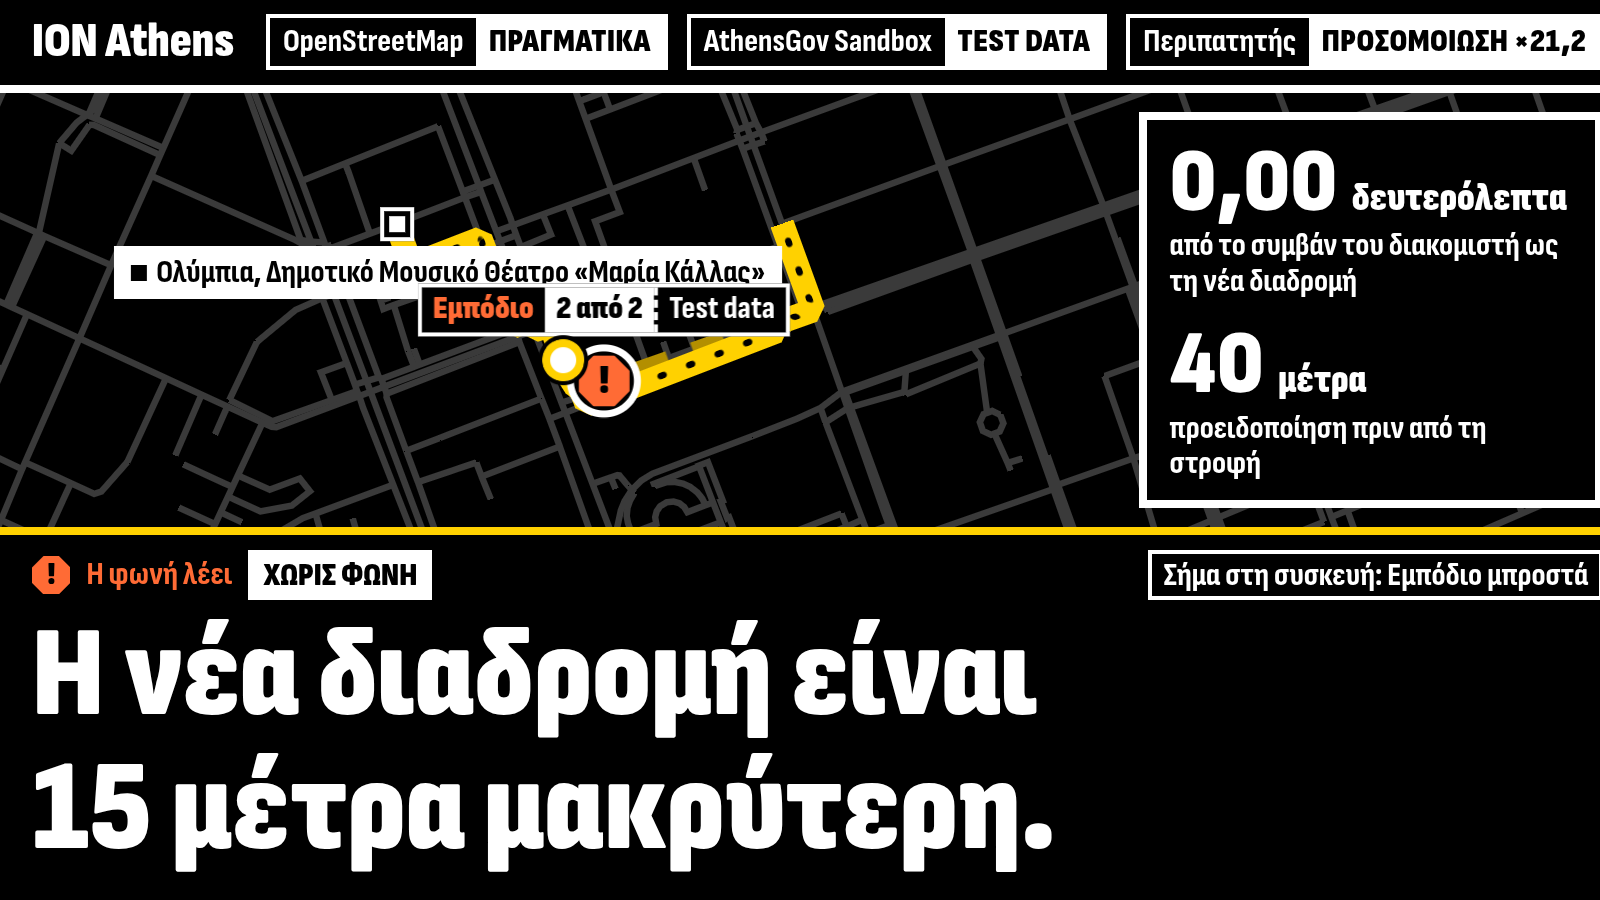 ION Athens
OpenStreetMap ΠΡΑΓΜΑΤΙΚΑ
AthensGov Sandbox TEST DATA
Περιπατητής ΠΡΟΣΟΜΟΙΩΣΗ ×21,2
Ολύμπια, Δημοτικό Μουσικό Θέατρο «Μαρία Κάλλας»
Εμπόδιο 2 από 2 Test data
!
0,00 δευτερόλεπτα
από το συμβάν του διακομιστή ως
τη νέα διαδρομή
40 μέτρα
προειδοποίηση πριν από τη
στροφή
! Η φωνή λέει ΧΩΡΙΣ ΦΩΝΗ
Σήμα στη συσκευή: Εμπόδιο μπροστά
Η νέα διαδρομή είναι
15 μέτρα μακρύτερη.